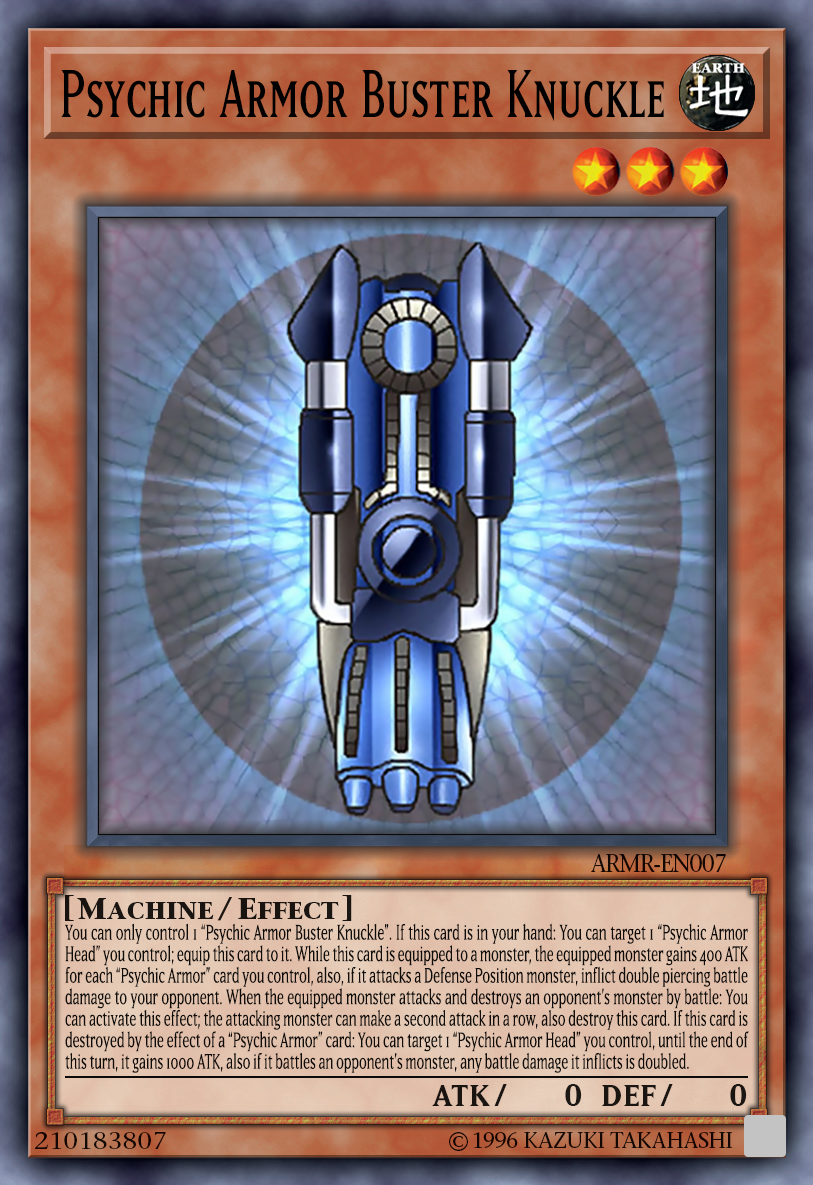 Psychic Armor Buster Knuckle
EARTH
地
ARMR-EN007
[Machine / Effect]
You can only control 1 “Psychic Armor Buster Knuckle”. If this card is in your hand: You can target 1 “Psychic Armor
Head” you control; equip this card to it. While this card is equipped to a monster, the equipped monster gains 400 ATK
for each “Psychic Armor” card you control, also, if it attacks a Defense Position monster, inflict double piercing battle
damage to your opponent. When the equipped monster attacks and destroys an opponent's monster by battle: You
can activate this effect; the attacking monster can make a second attack in a row, also destroy this card. If this card is
destroyed by the effect of a “Psychic Armor” card: You can target 1 “Psychic Armor Head” you control, until the end of
this turn, it gains 1000 ATK, also if it battles an opponent's monster, any battle damage it inflicts is doubled.
ATK / 0 DEF / 0
210183807
© 1996 KAZUKI TAKAHASHI